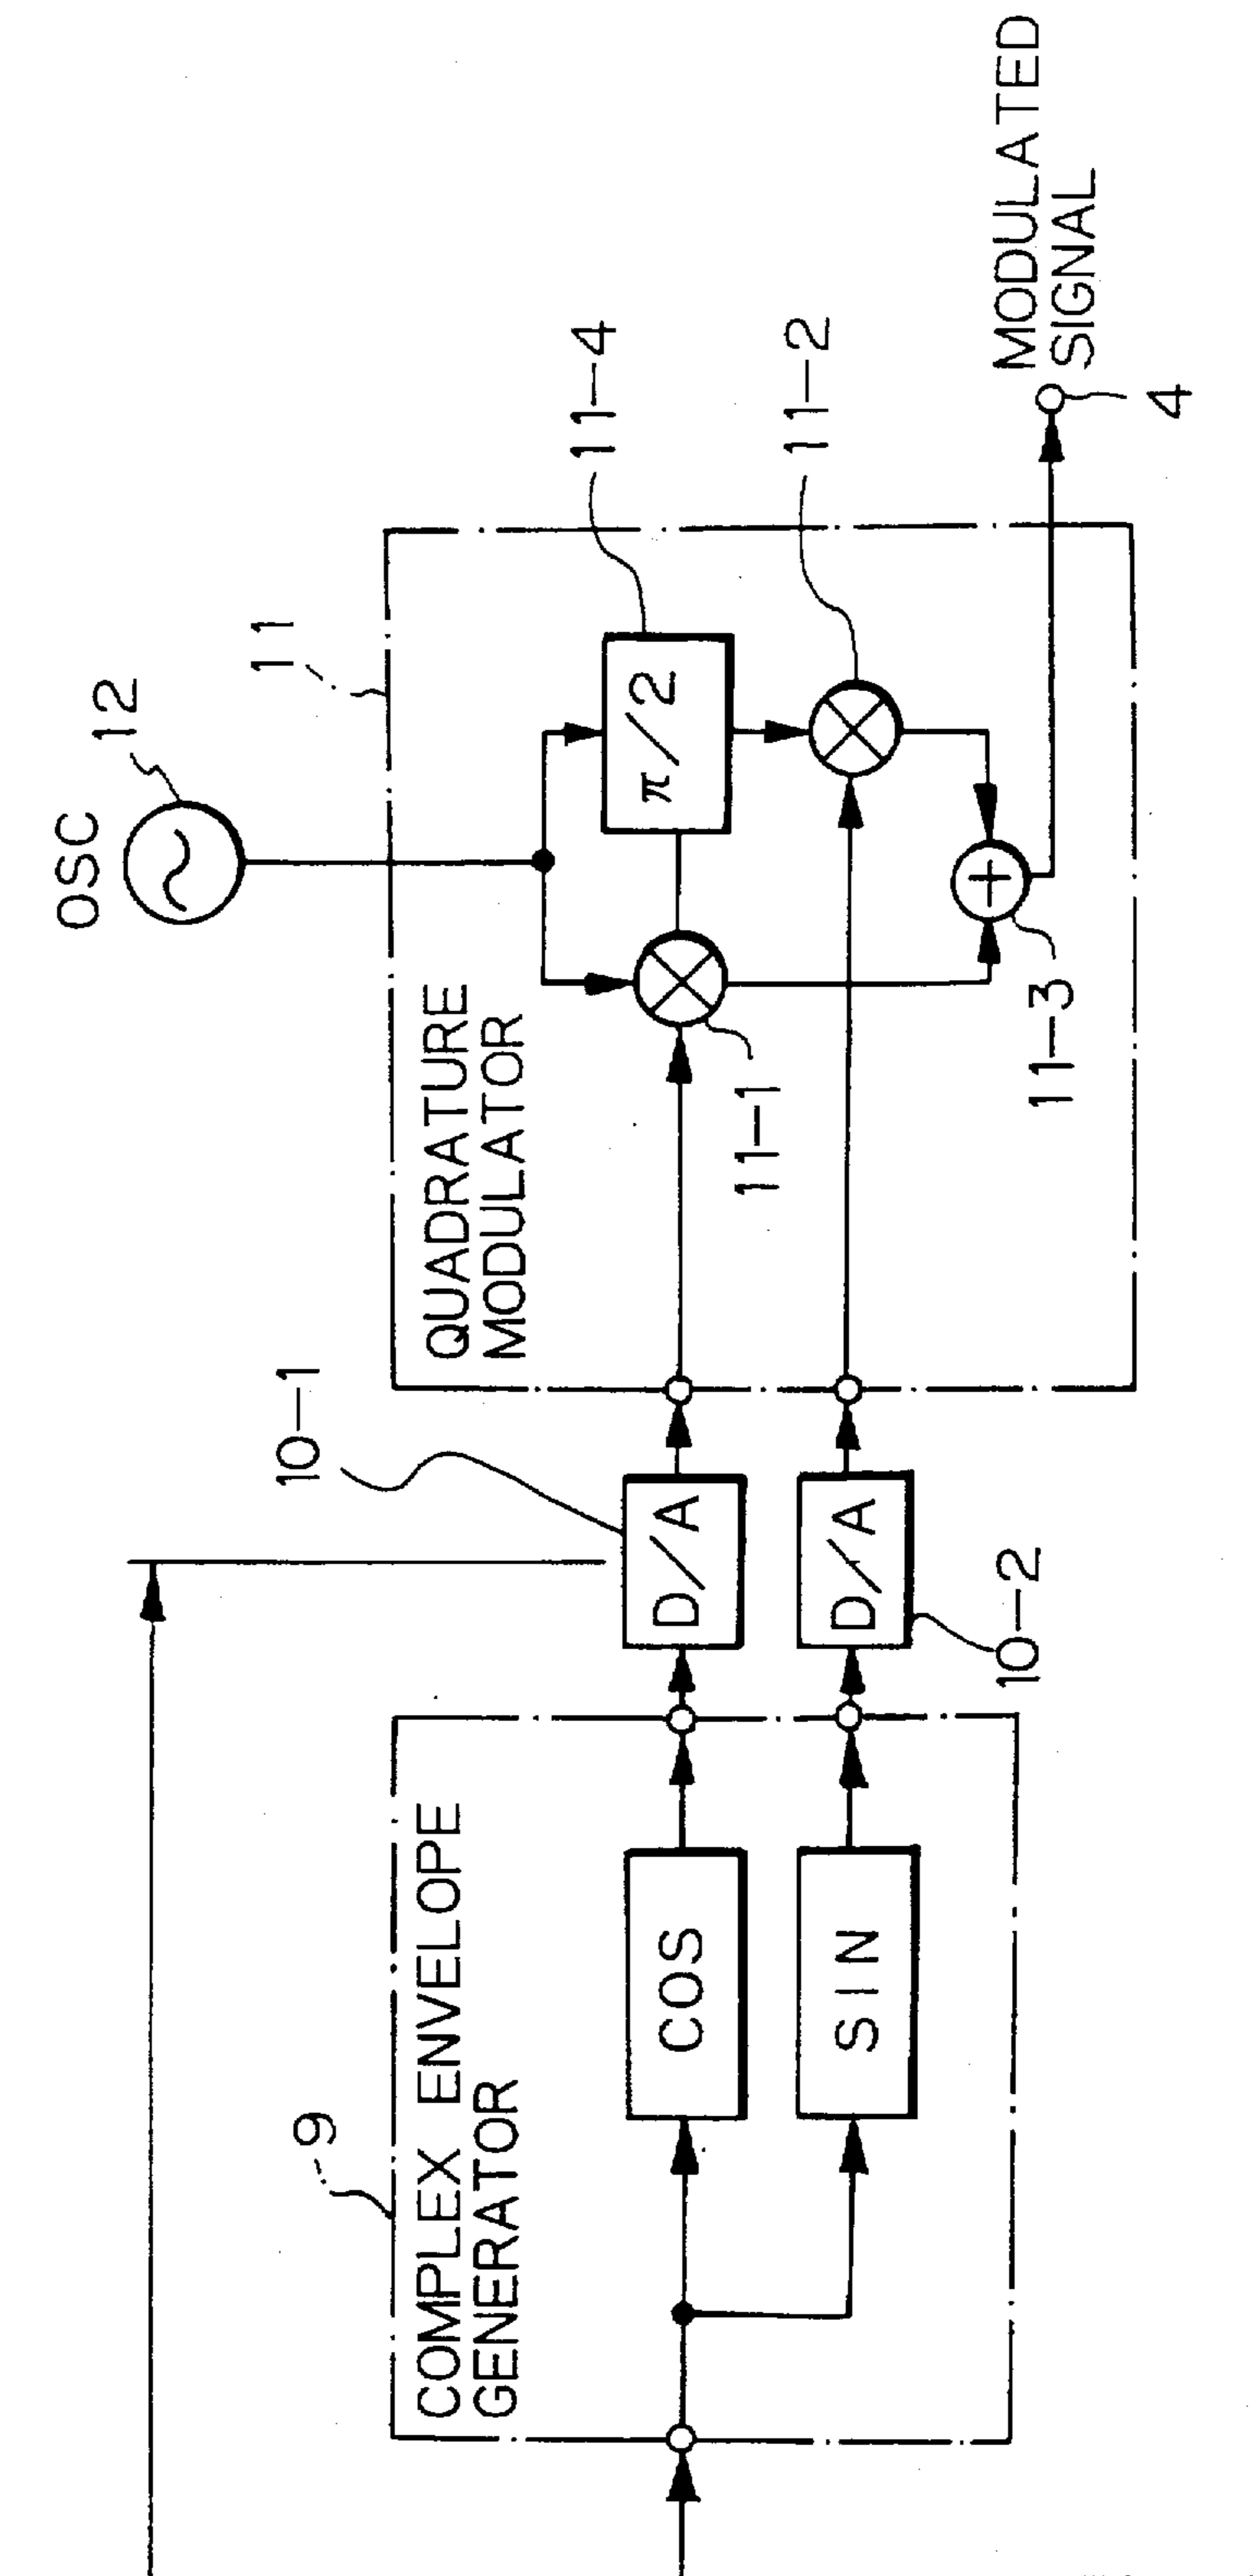 OSC
12
11
QUADRATURE
MODULATOR
π/2
11-4
11-2
11-1
11-3
MODULATED
SIGNAL
4
10-1
D/A
D/A
10-2
9
COMPLEX ENVELOPE
GENERATOR
COS
SIN